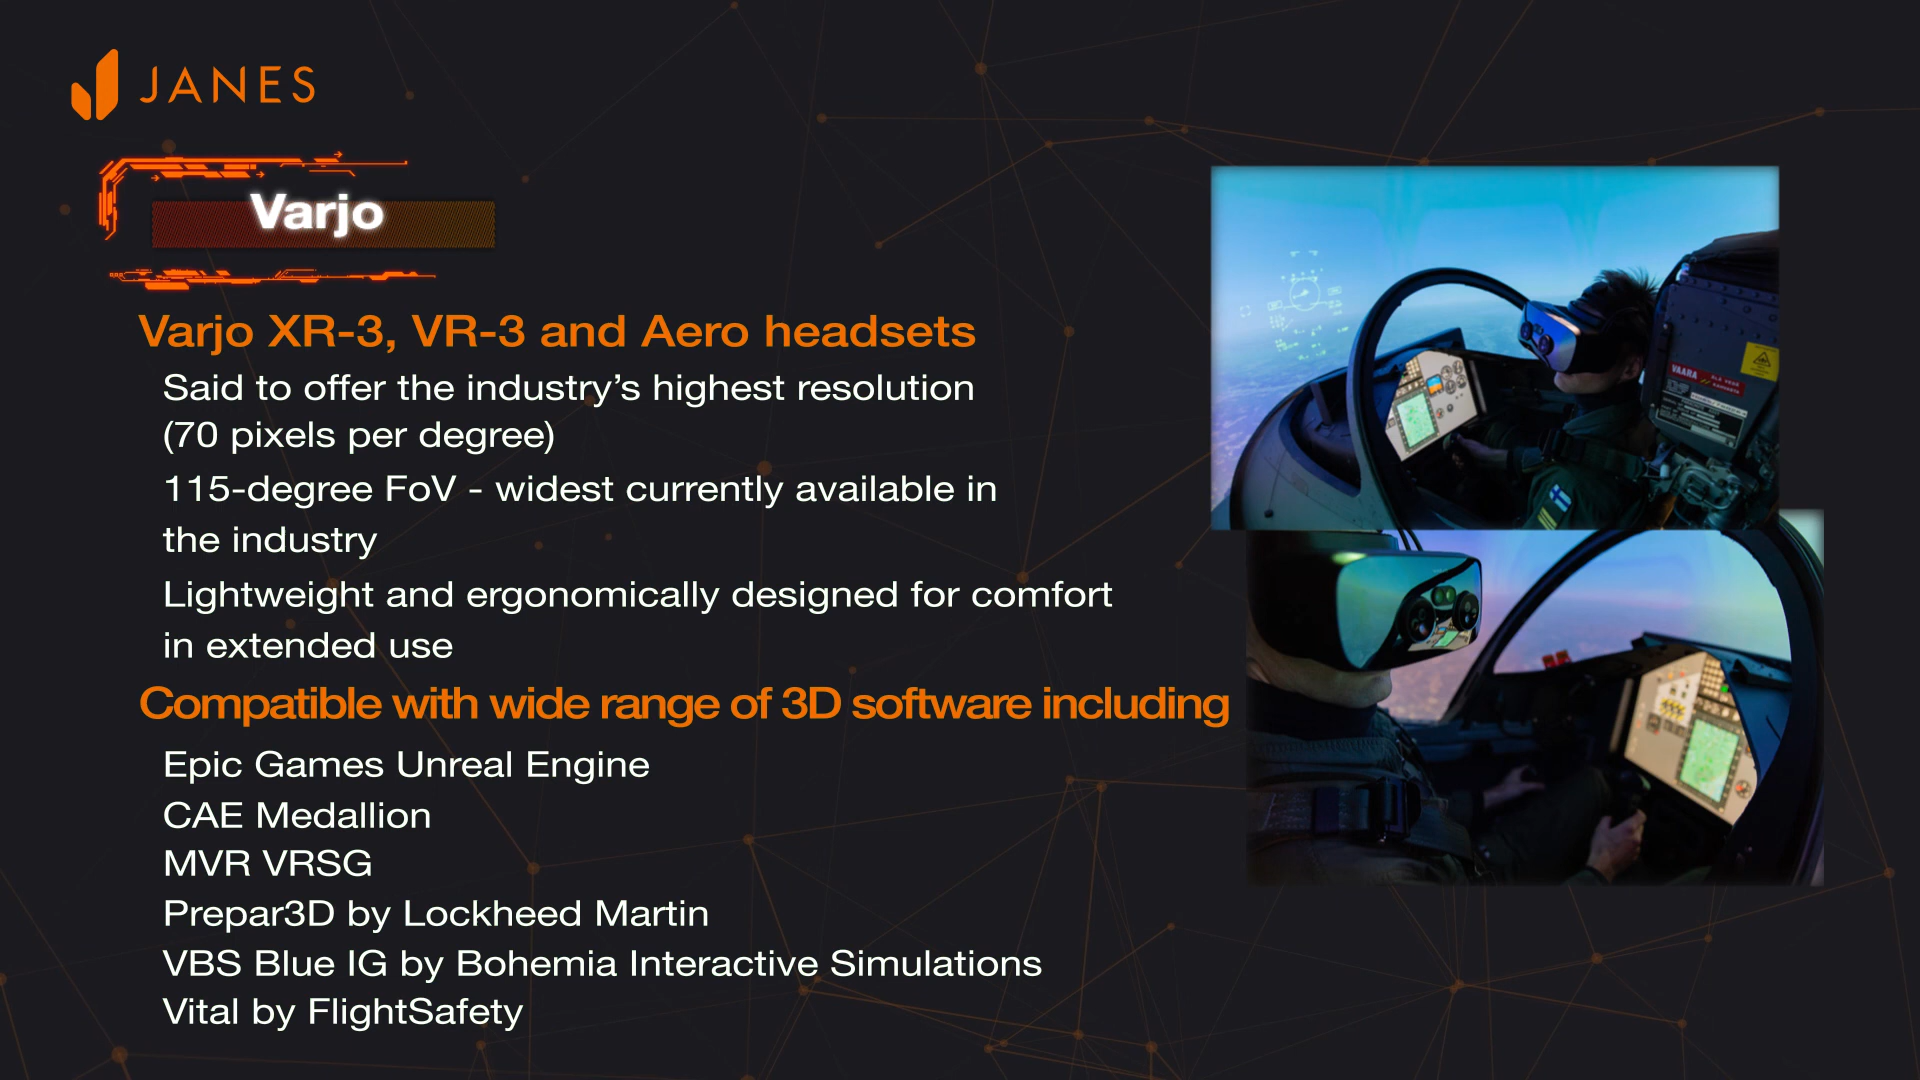 JANES
Varjo
Varjo XR-3, VR-3 and Aero headsets
Said to offer the industry’s highest resolution
(70 pixels per degree)
115-degree FoV - widest currently available in
the industry
Lightweight and ergonomically designed for comfort
in extended use
Compatible with wide range of 3D software including
Epic Games Unreal Engine
CAE Medallion
MVR VRSG
Prepar3D by Lockheed Martin
VBS Blue IG by Bohemia Interactive Simulations
Vital by FlightSafety
VAARA